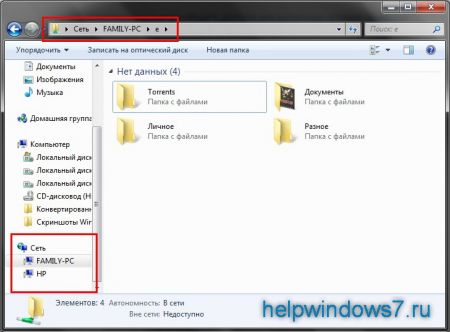 Сеть ▸ FAMILY-PC ▸ e ▸
Поиск: e
Упорядочить
Записать на оптический диск
Новая папка
Документы
Изображения
Музыка
Домашняя группа
Компьютер
Локальный диск
Локальный диск
Локальный диск
CD-дисковод (H
Конвертирован
Скриншоты Win
Сеть
FAMILY-PC
HP
Нет данных (4)
Torrents
Папка с файлами
Документы
Папка с файлами
Личное
Папка с файлами
Разное
Папка с файлами
Элементов: 4 Автономность: В сети
Вне сети: Недоступно
helpwindows7.ru